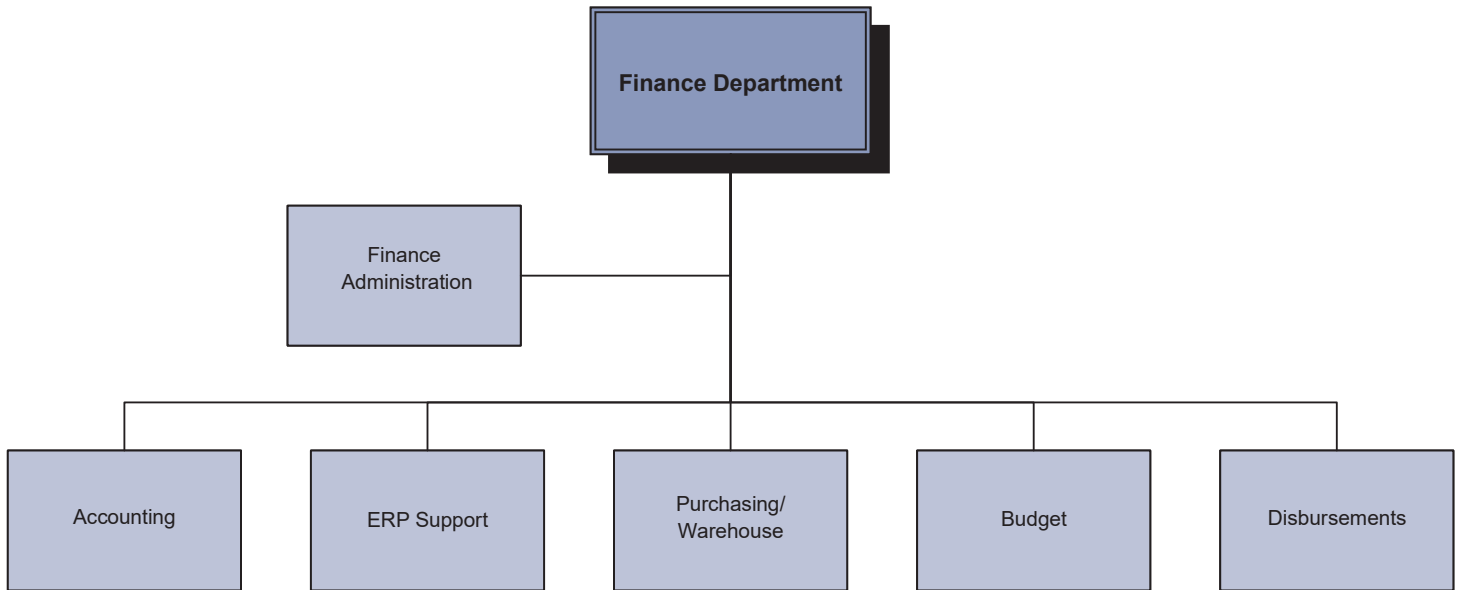 Finance Department
Finance
Administration
Accounting
ERP Support
Purchasing/
Warehouse
Budget
Disbursements